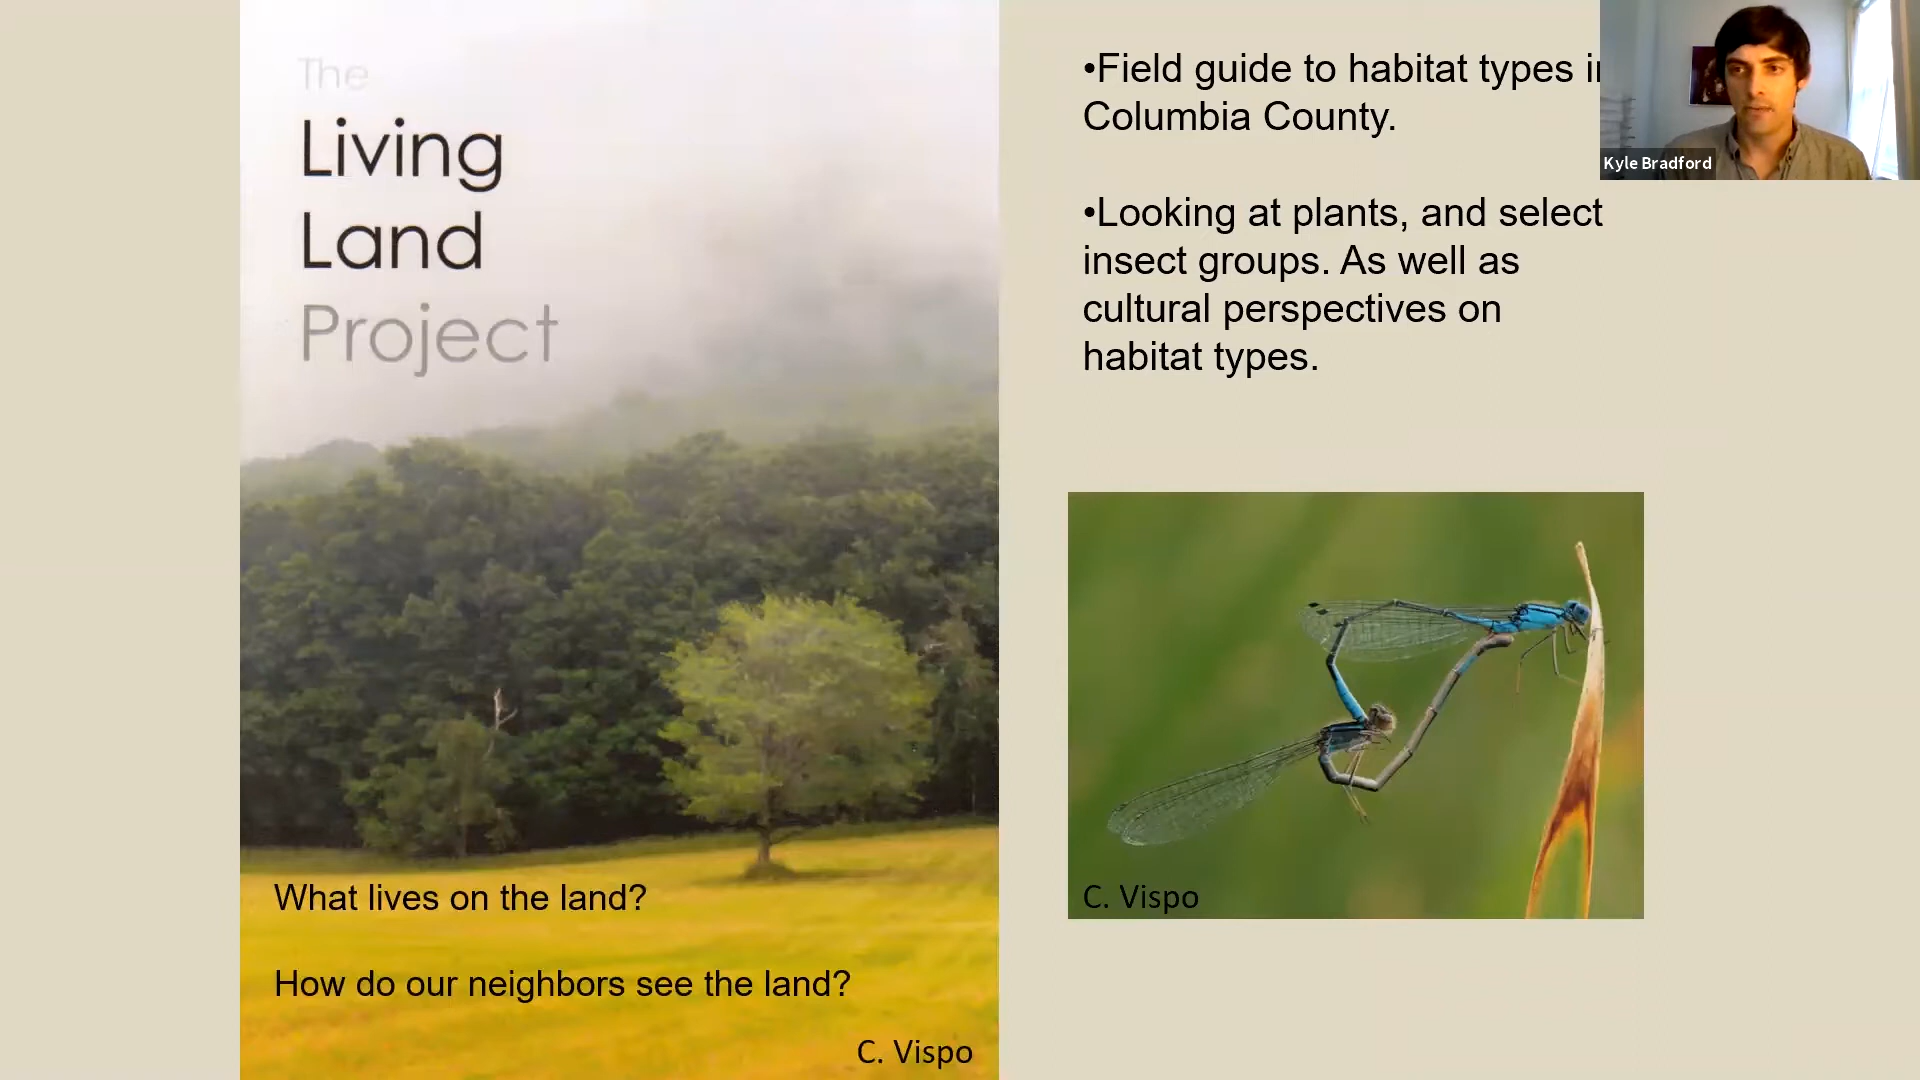 The
Living
Land
Project
What lives on the land?
How do our neighbors see the land?
C. Vispo
•Field guide to habitat types
Columbia County.
•Looking at plants, and select
insect groups. As well as
cultural perspectives on
habitat types.
C. Vispo
Kyle Bradford